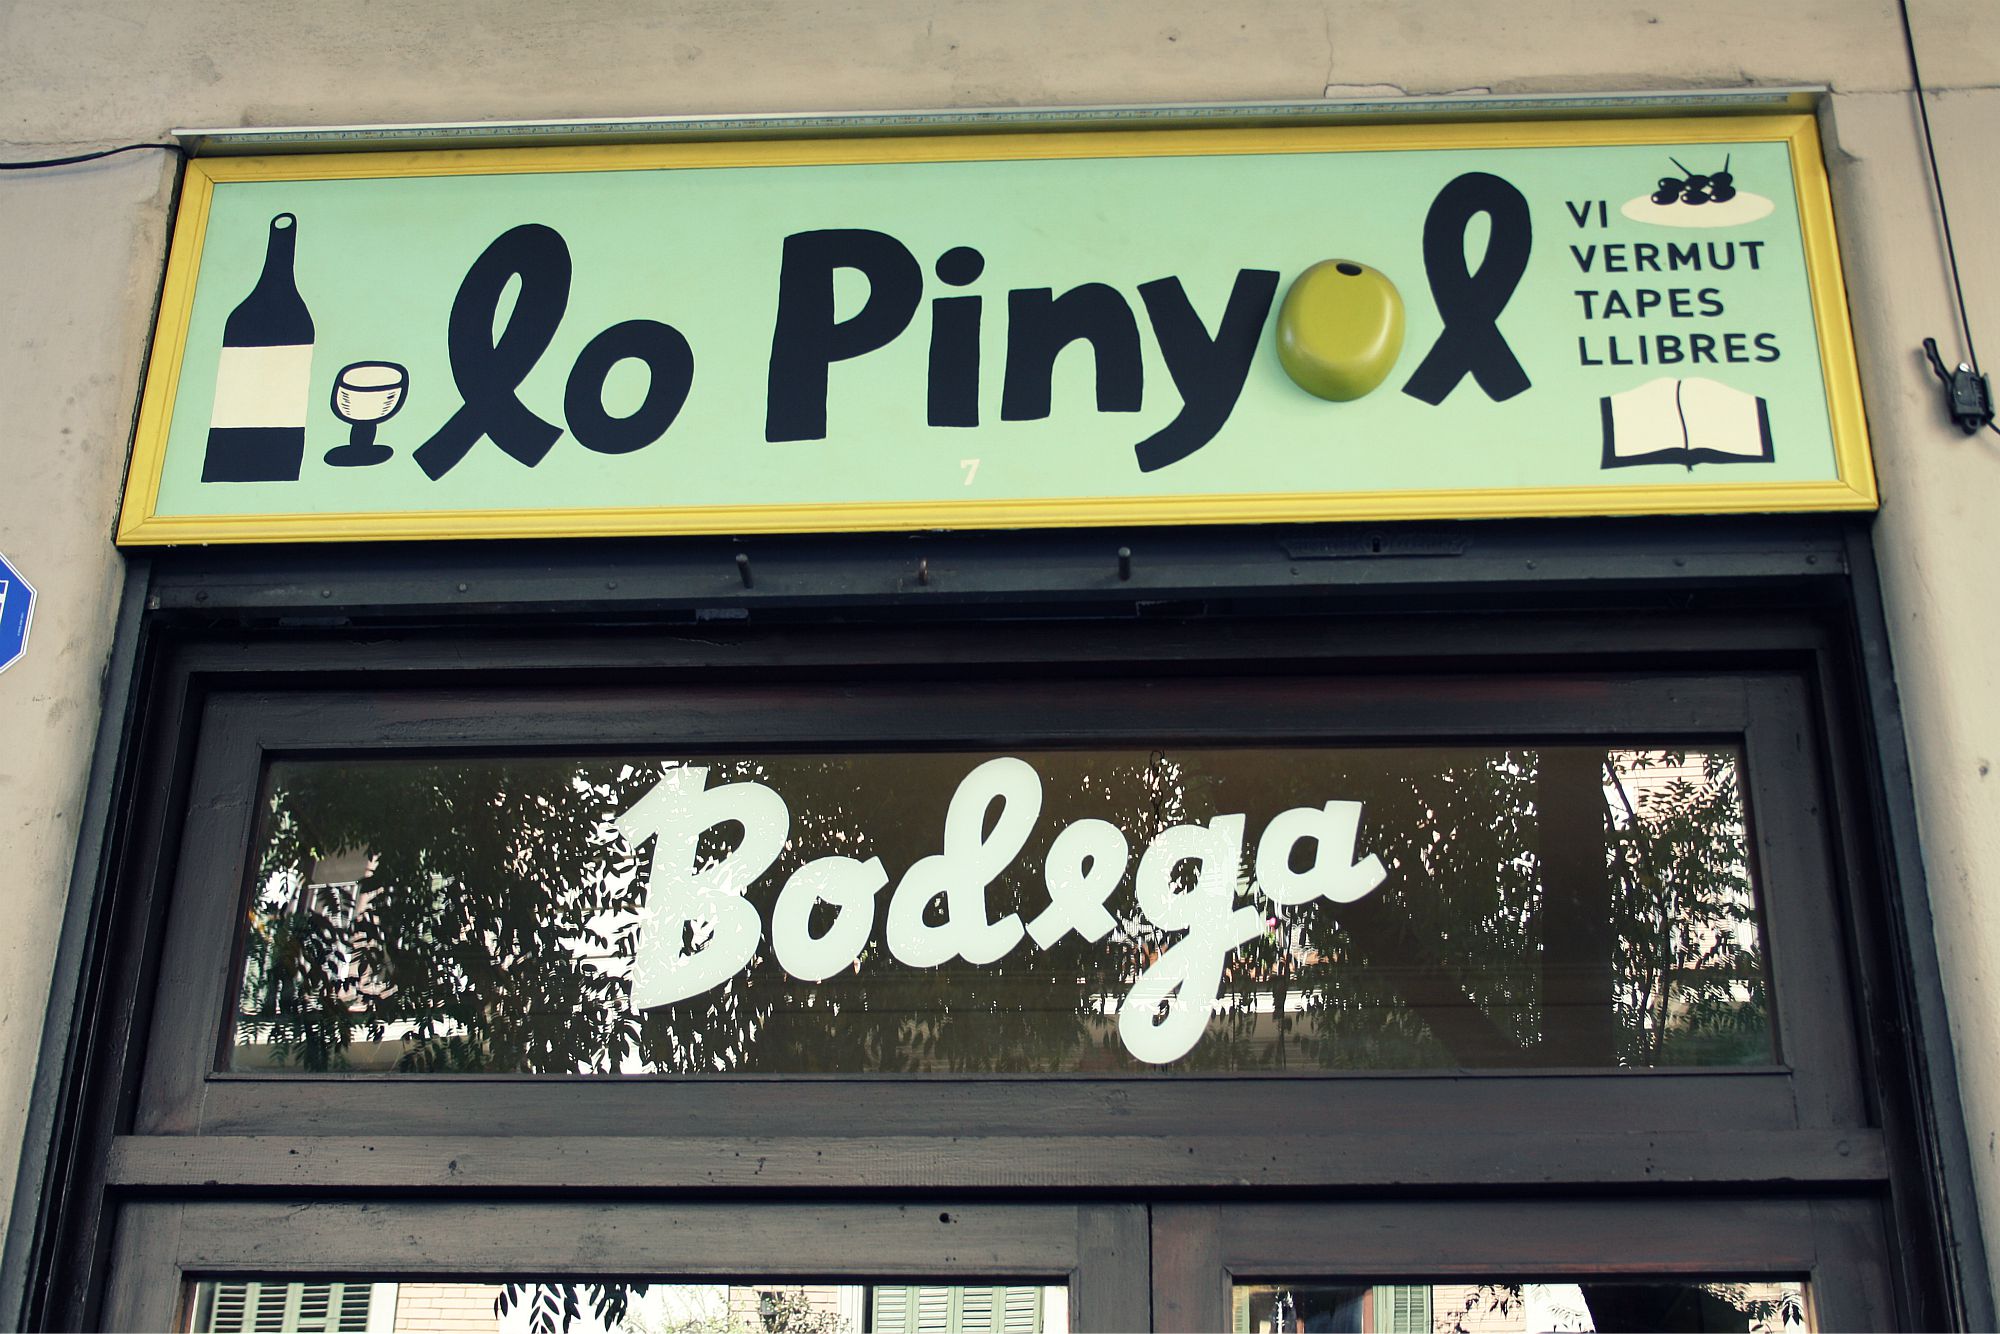 lo Pinyol
VI
VERMUT
TAPES
LLIBRES
7
Bodega